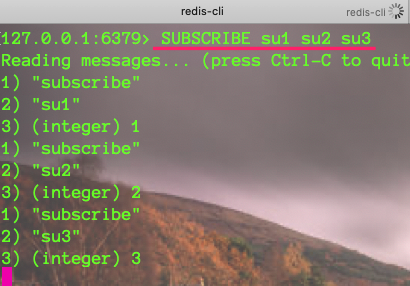 redis-cli
redis-cli
127.0.0.1:6379> SUBSCRIBE su1 su2 su3
Reading messages... (press Ctrl-C to quit
1) "subscribe"
2) "su1"
3) (integer) 1
1) "subscribe"
2) "su2"
3) (integer) 2
1) "subscribe"
2) "su3"
3) (integer) 3